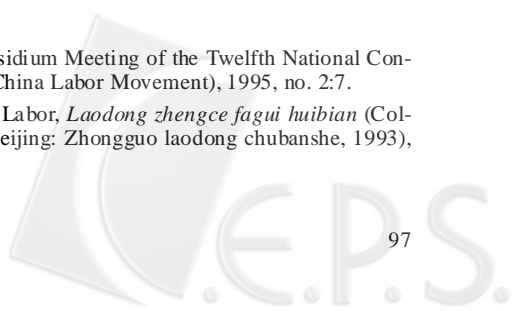 sidium Meeting of the Twelfth National Con-
China Labor Movement), 1995, no. 2:7.
Labor, Laodong zhengce fagui huibian (Col-
eijing: Zhongguo laodong chubanshe, 1993),
97
C.E.P.S.